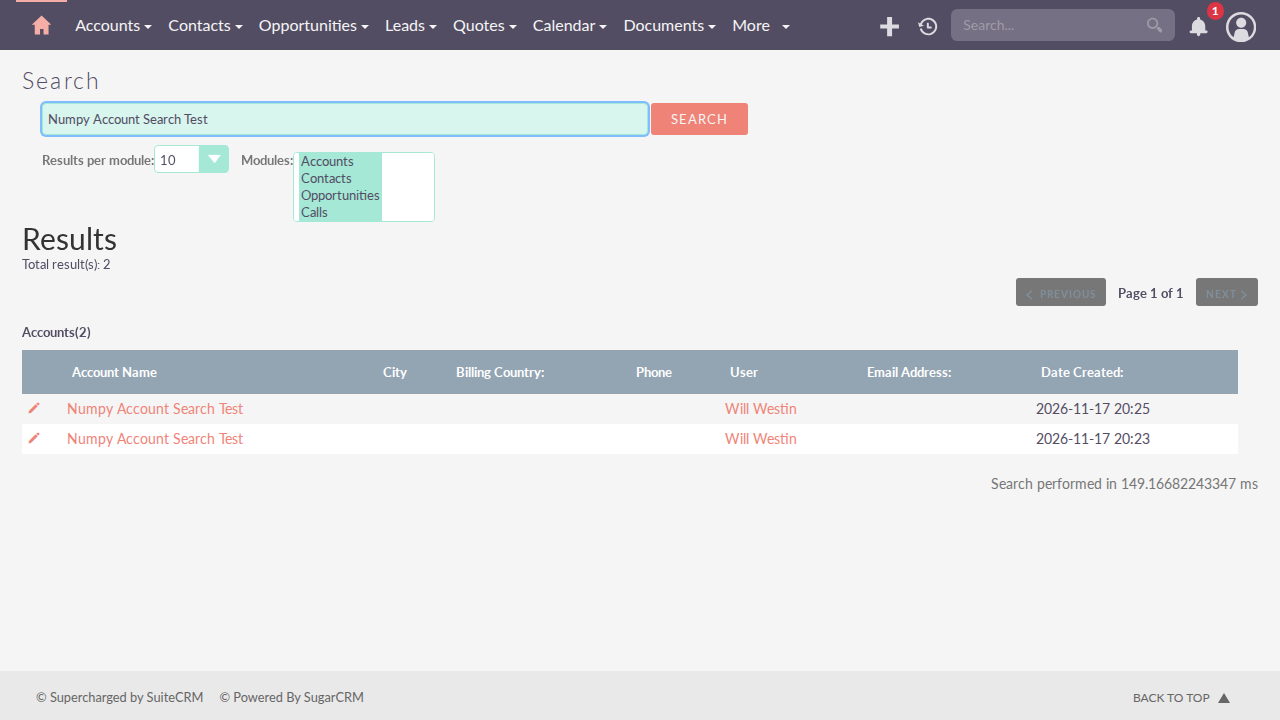 Accounts Contacts Opportunities Leads Quotes Calendar Documents More Search... 1
Search
Numpy Account Search Test SEARCH
Results per module: 10 Modules: Accounts
Contacts
Opportunities
Calls
Results
Total result(s): 2
PREVIOUS Page 1 of 1 NEXT
Accounts(2)
Account Name City Billing Country: Phone User Email Address: Date Created:
Numpy Account Search Test Will Westin 2026-11-17 20:25
Numpy Account Search Test Will Westin 2026-11-17 20:23
Search performed in 149.16682243347 ms
© Supercharged by SuiteCRM © Powered By SugarCRM BACK TO TOP